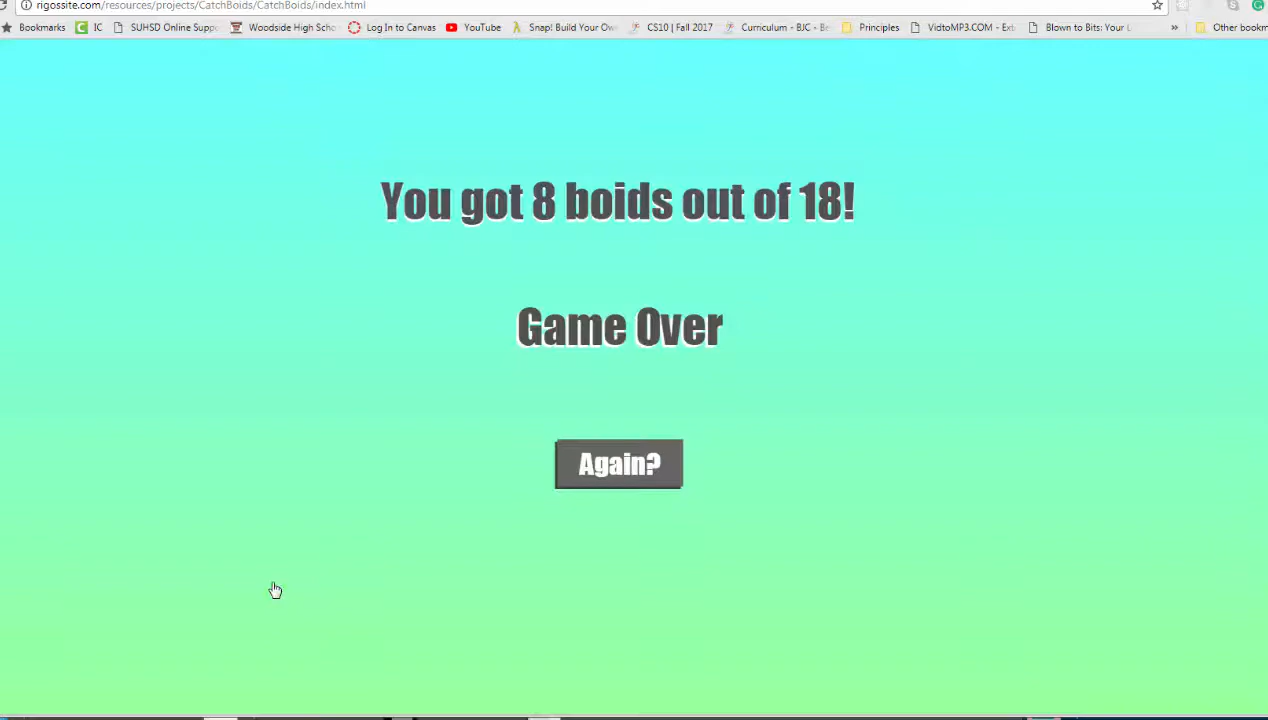 rigossite.com/resources/projects/CatchBoids/CatchBoids/index.html
Bookmarks IC SUHSD Online Supp Woodside High Scho Log In to Canvas YouTube Snap! Build Your Ow CS10 | Fall 2017 Curriculum - BJC - Be Principles VidtoMP3.COM - Ext Blown to Bits: Your L » Other bookm
You got 8 boids out of 18!
Game Over
Again?